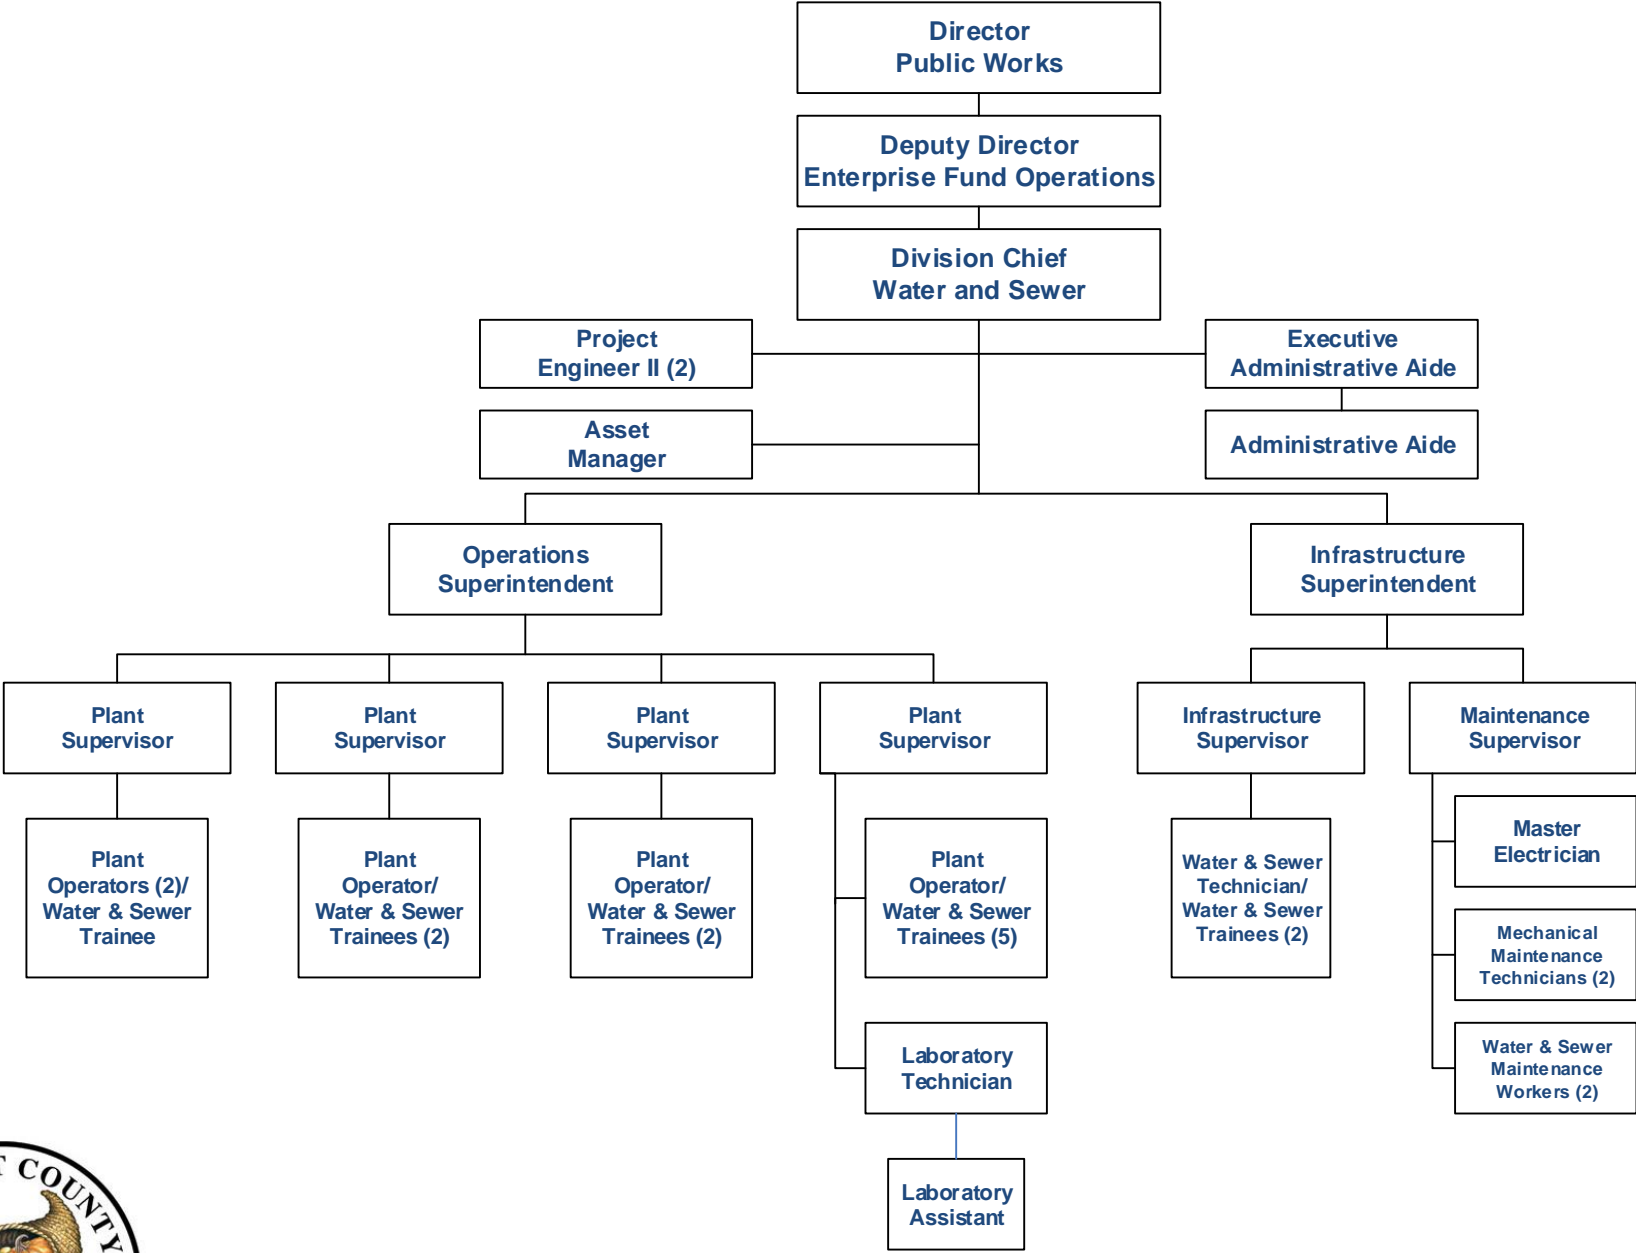 Director
Public Works
Deputy Director
Enterprise Fund Operations
Division Chief
Water and Sewer
Project
Engineer II (2)
Executive
Administrative Aide
Asset
Manager
Administrative Aide
Operations
Superintendent
Infrastructure
Superintendent
Plant
Supervisor
Plant
Supervisor
Plant
Supervisor
Plant
Supervisor
Infrastructure
Supervisor
Maintenance
Supervisor
Plant
Operators (2)/
Water & Sewer
Trainee
Plant
Operator/
Water & Sewer
Trainees (2)
Plant
Operator/
Water & Sewer
Trainees (2)
Plant
Operator/
Water & Sewer
Trainees (5)
Water & Sewer
Technician/
Water & Sewer
Trainees (2)
Master
Electrician
Mechanical
Maintenance
Technicians (2)
Laboratory
Technician
Water & Sewer
Maintenance
Workers (2)
Laboratory
Assistant
COUNTY